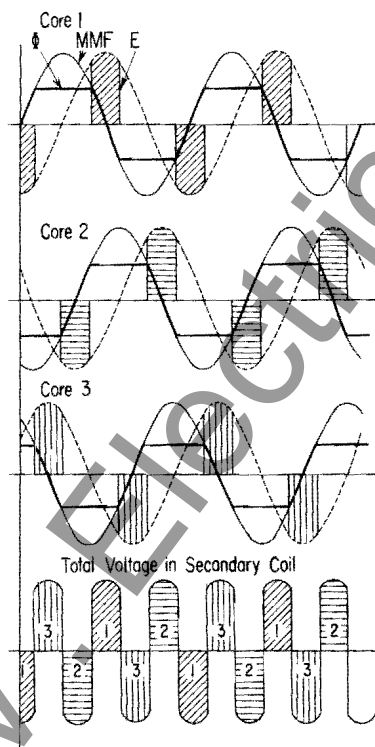 Core 1
Φ MMF E
Core 2
Core 3
Total Voltage in Secondary Coil
3 1 2 3 1 2
1 2 3 1 2 3
Electric